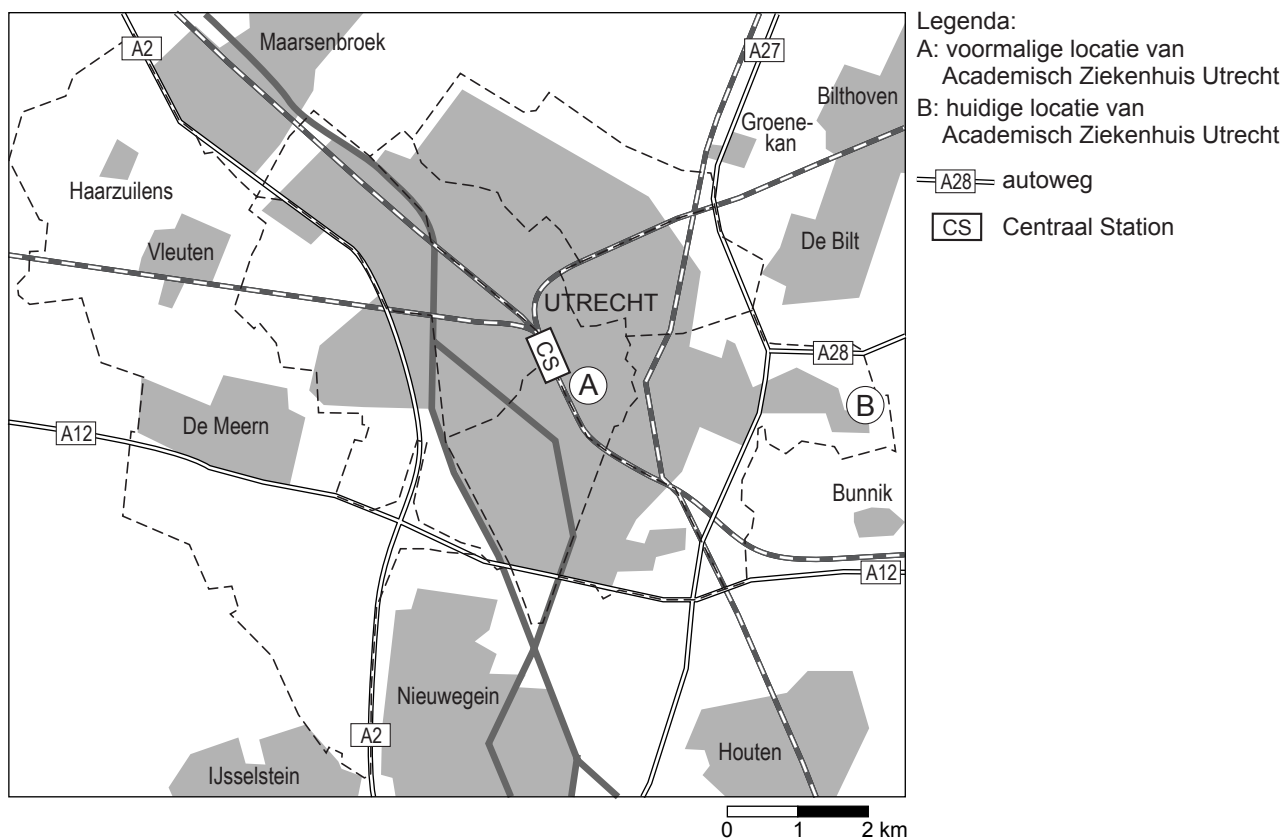 A2
Maarsenbroek
A27
Bilthoven
Groene-
kan
Haarzuilens
Vleuten
De Bilt
UTRECHT
CS
A28
A
B
De Meern
A12
Bunnik
A12
Nieuwegein
A2
IJsselstein
Houten
0 1 2 km
Legenda:
A: voormalige locatie van
Academisch Ziekenhuis Utrecht
B: huidige locatie van
Academisch Ziekenhuis Utrecht
A28 autoweg
CS Centraal Station